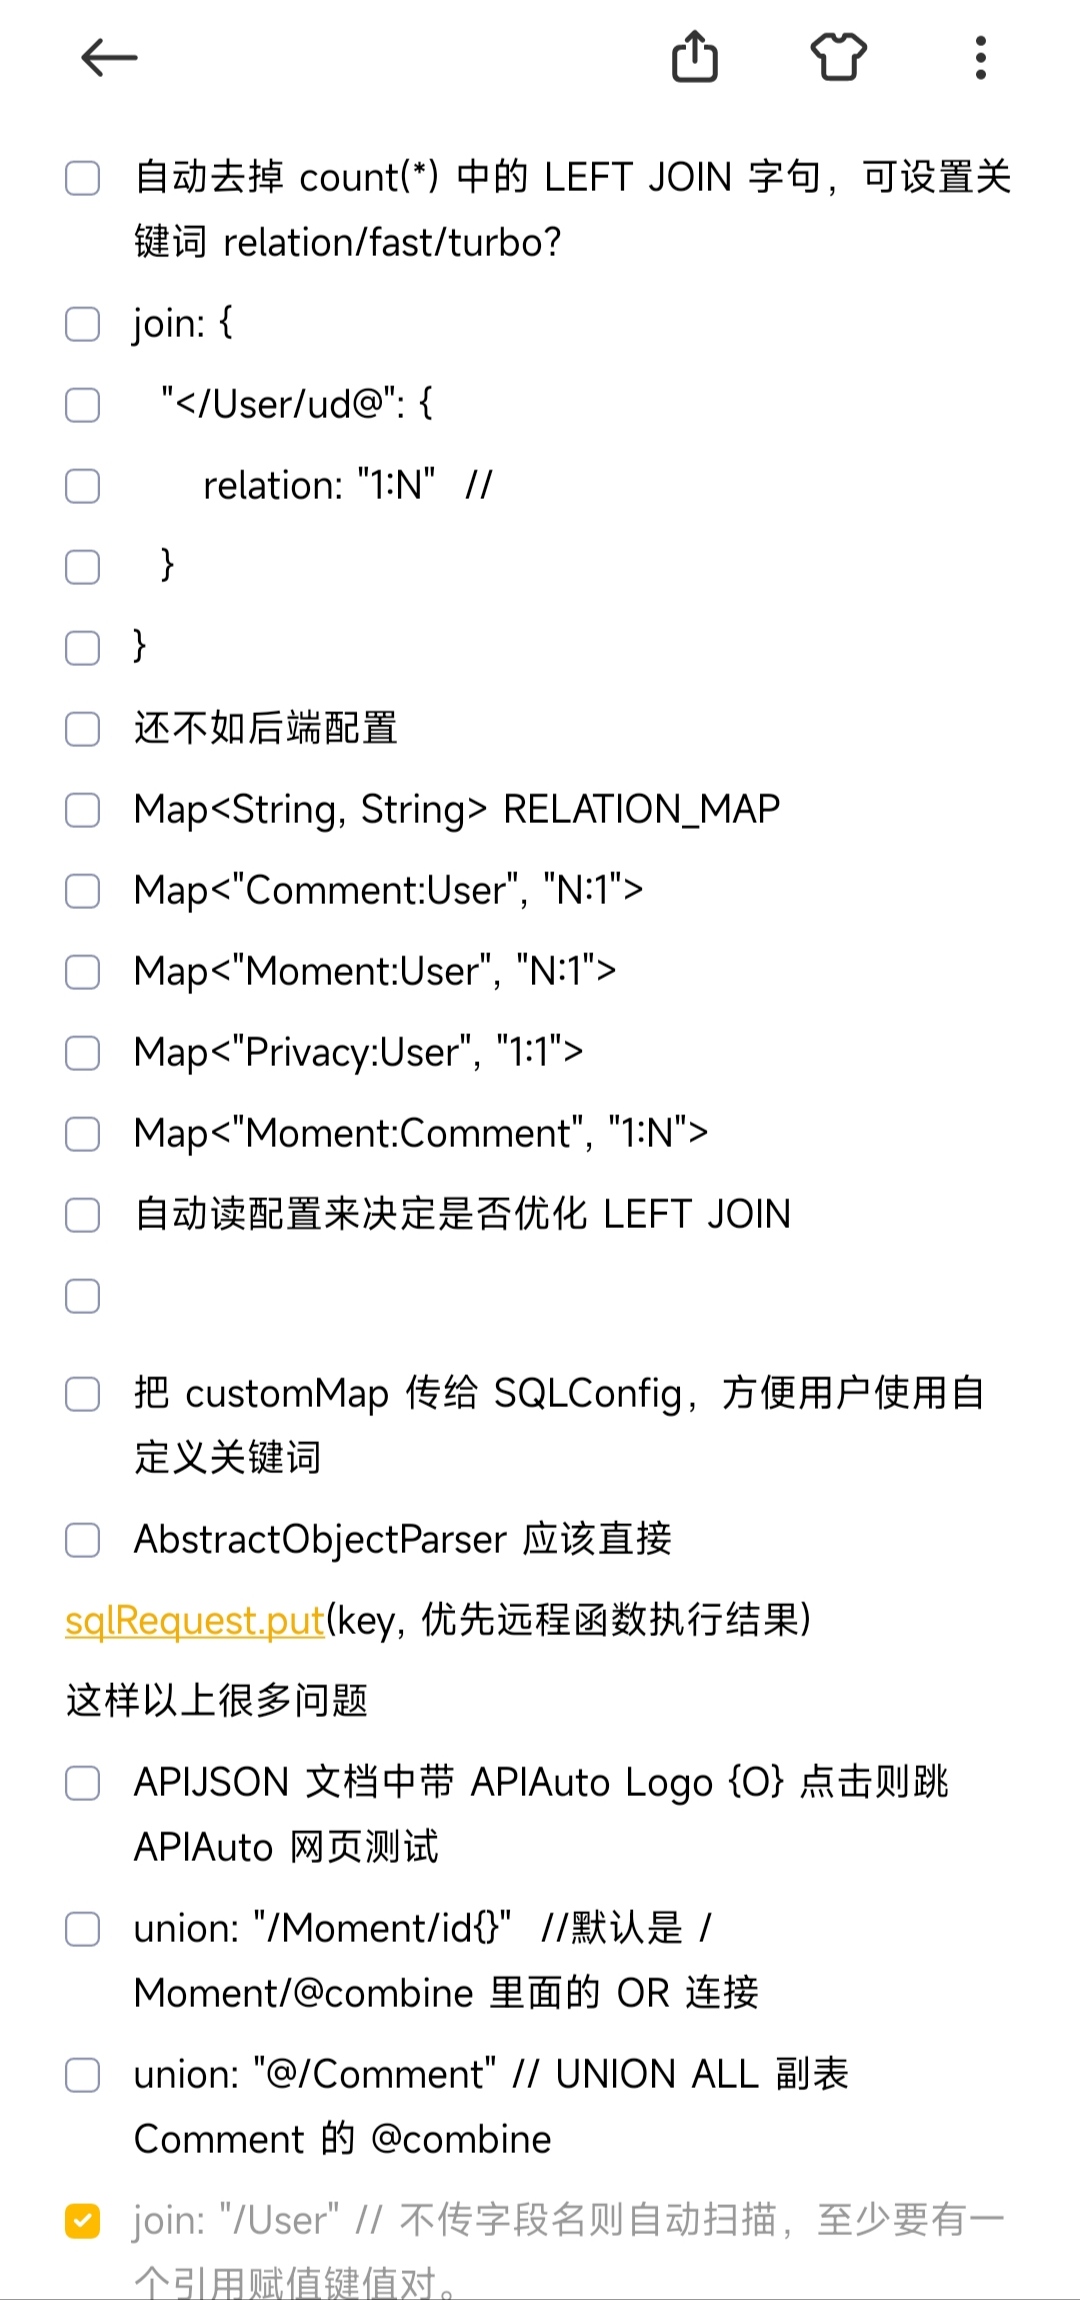 自动去掉 count(*) 中的 LEFT JOIN 字句，可设置关
键词 relation/fast/turbo?
join: {
"</User/ud@": {
relation: "1:N"  //
}
}
还不如后端配置
Map<String, String> RELATION_MAP
Map<"Comment:User", "N:1">
Map<"Moment:User", "N:1">
Map<"Privacy:User", "1:1">
Map<"Moment:Comment", "1:N">
自动读配置来决定是否优化 LEFT JOIN
把 customMap 传给 SQLConfig，方便用户使用自
定义关键词
AbstractObjectParser 应该直接
sqlRequest.put(key, 优先远程函数执行结果)
这样以上很多问题
APIJSON 文档中带 APIAuto Logo {O} 点击则跳
APIAuto 网页测试
union: "/Moment/id{}"  //默认是 /
Moment/@combine 里面的 OR 连接
union: "@/Comment" // UNION ALL 副表
Comment 的 @combine
join: "/User" // 不传字段名则自动扫描，至少要有一
个引用赋值键值对。